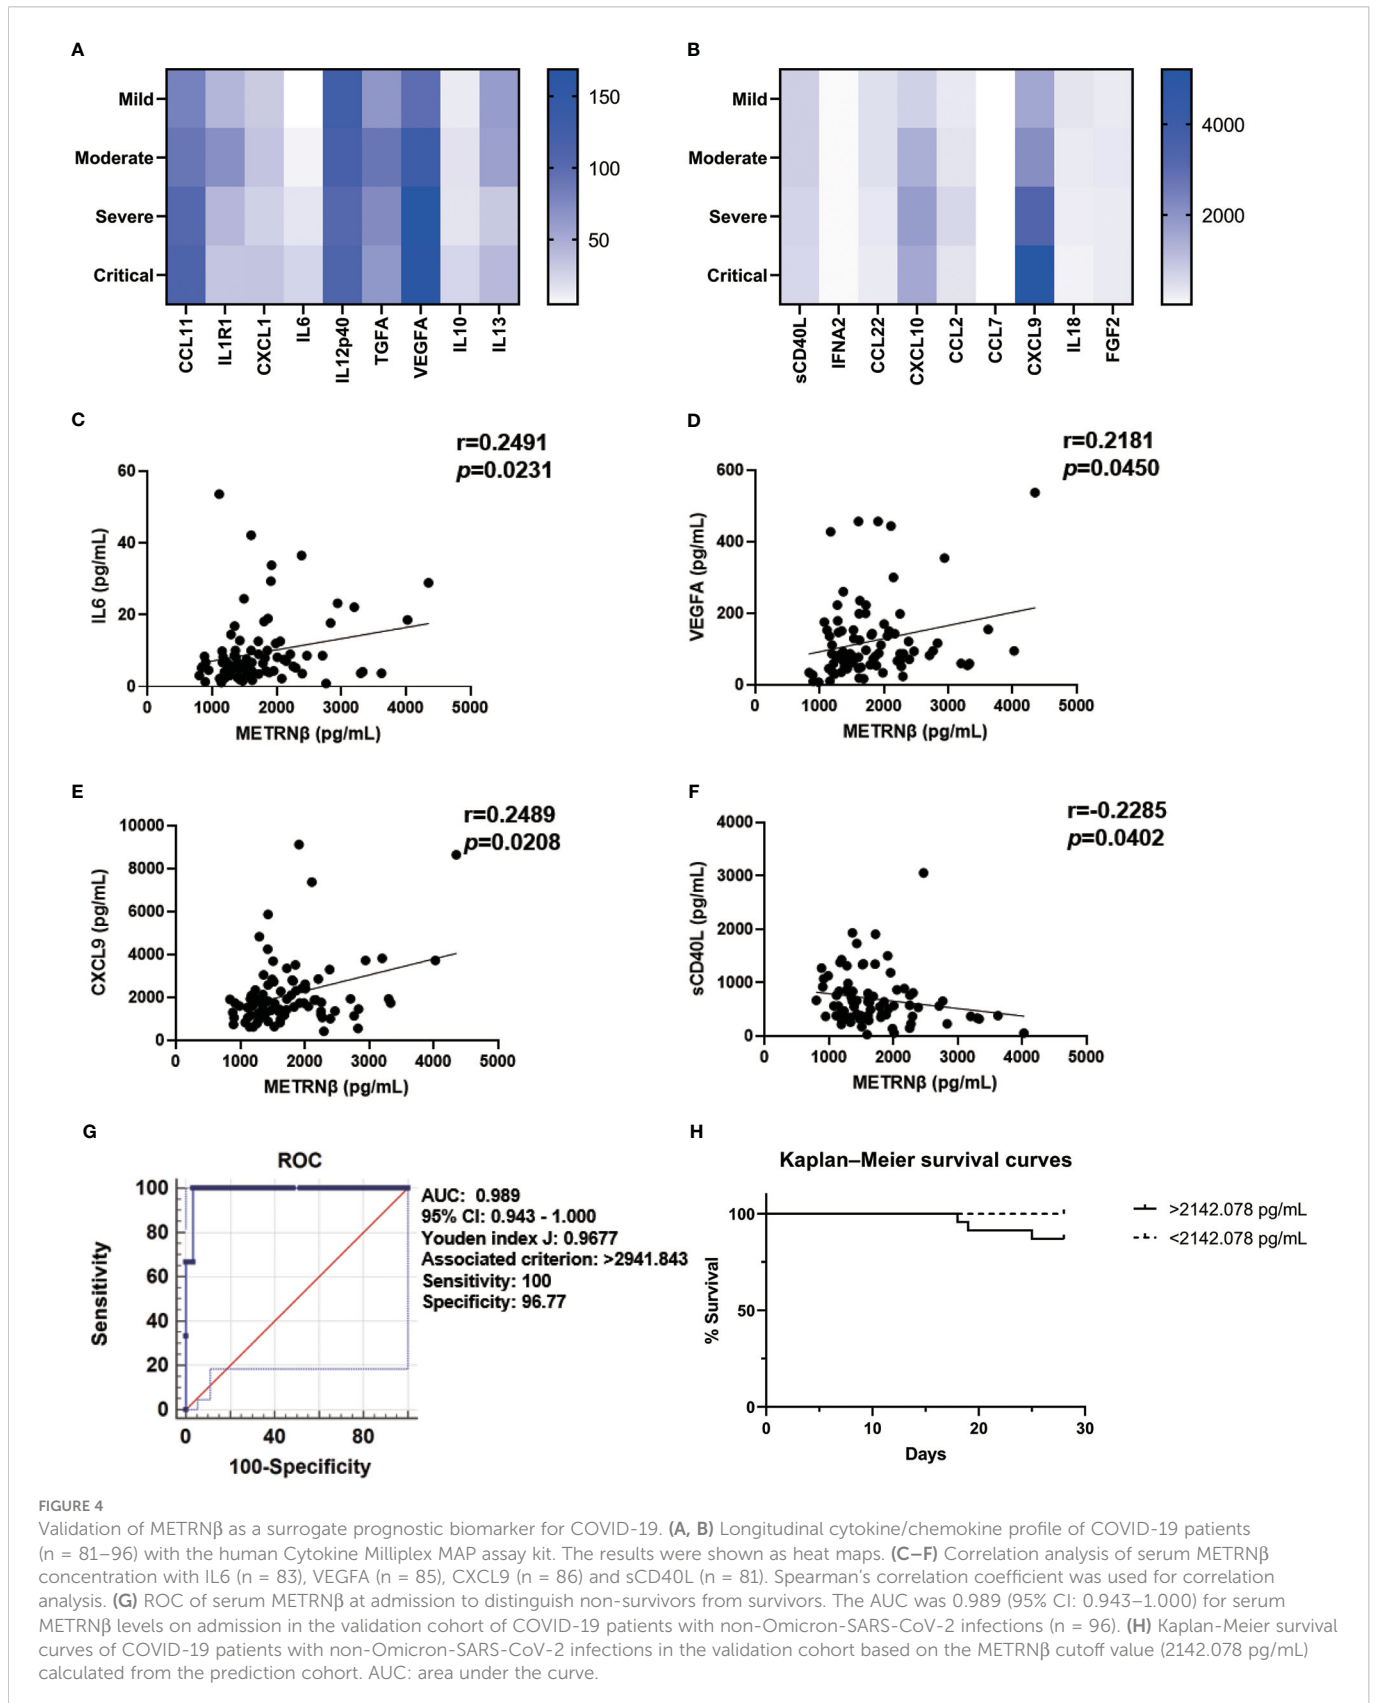 A
Mild
Moderate
Severe
Critical
150
100
50
CCL11
IL1R1
CXCL1
IL6
IL12p40
TGFA
VEGFA
IL10
IL13
B
Mild
Moderate
Severe
Critical
4000
2000
sCD40L
IFNA2
CCL22
CXCL10
CCL2
CCL7
CXCL9
IL18
FGF2
C
r=0.2491
p=0.0231
60
40
20
0
IL6 (pg/mL)
0 1000 2000 3000 4000 5000
METRNβ (pg/mL)
D
r=0.2181
p=0.0450
600
400
200
0
VEGFA (pg/mL)
0 1000 2000 3000 4000 5000
METRNβ (pg/mL)
E
r=0.2489
p=0.0208
10000
8000
6000
4000
2000
0
CXCL9 (pg/mL)
0 1000 2000 3000 4000 5000
METRNβ (pg/mL)
F
r=-0.2285
p=0.0402
4000
3000
2000
1000
0
sCD40L (pg/mL)
0 1000 2000 3000 4000 5000
METRNβ (pg/mL)
G
ROC
100
80
60
40
20
0
Sensitivity
0 40 80
100-Specificity
AUC: 0.989
95% CI: 0.943 - 1.000
Youden index J: 0.9677
Associated criterion: >2941.843
Sensitivity: 100
Specificity: 96.77
H
Kaplan–Meier survival curves
100
50
0
% Survival
0 10 20 30
Days
>2142.078 pg/mL
<2142.078 pg/mL
FIGURE 4
Validation of METRNβ as a surrogate prognostic biomarker for COVID-19. (A, B) Longitudinal cytokine/chemokine profile of COVID-19 patients
(n = 81–96) with the human Cytokine Milliplex MAP assay kit. The results were shown as heat maps. (C–F) Correlation analysis of serum METRNβ
concentration with IL6 (n = 83), VEGFA (n = 85), CXCL9 (n = 86) and sCD40L (n = 81). Spearman's correlation coefficient was used for correlation
analysis. (G) ROC of serum METRNβ at admission to distinguish non-survivors from survivors. The AUC was 0.989 (95% CI: 0.943–1.000) for serum
METRNβ levels on admission in the validation cohort of COVID-19 patients with non-Omicron-SARS-CoV-2 infections (n = 96). (H) Kaplan-Meier survival
curves of COVID-19 patients with non-Omicron-SARS-CoV-2 infections in the validation cohort based on the METRNβ cutoff value (2142.078 pg/mL)
calculated from the prediction cohort. AUC: area under the curve.